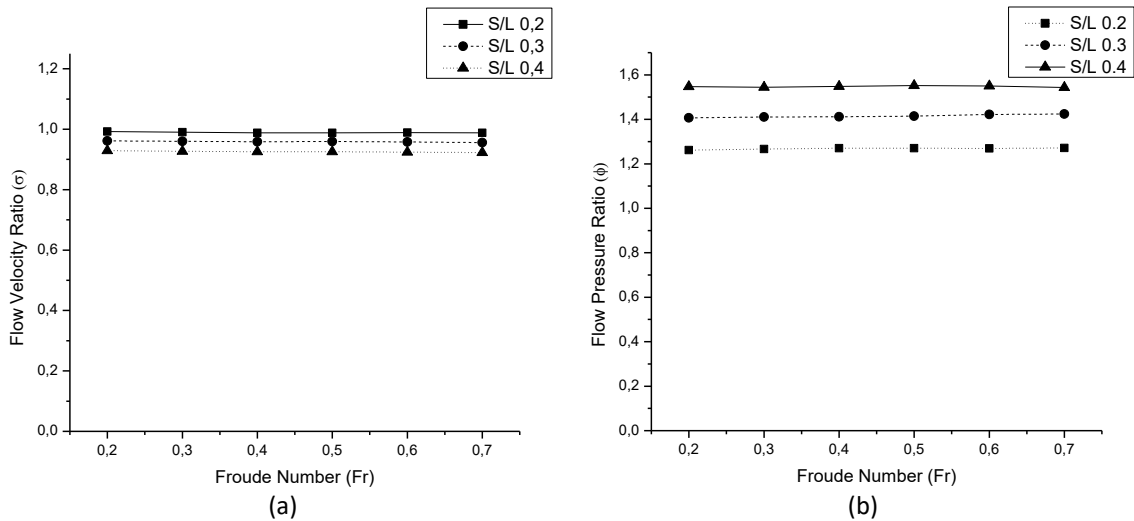 S/L 0,2
S/L 0,3
S/L 0,4
1,2
1,0
0,8
0,6
0,4
0,2
0,0
Flow Velocity Ratio (σ)
0,2 0,3 0,4 0,5 0,6 0,7
Froude Number (Fr)
(a)
S/L 0.2
S/L 0.3
S/L 0.4
1,6
1,4
1,2
1,0
0,8
0,6
0,4
0,2
0,0
Flow Pressure Ratio (ϕ)
0,2 0,3 0,4 0,5 0,6 0,7
Froude Number (Fr)
(b)